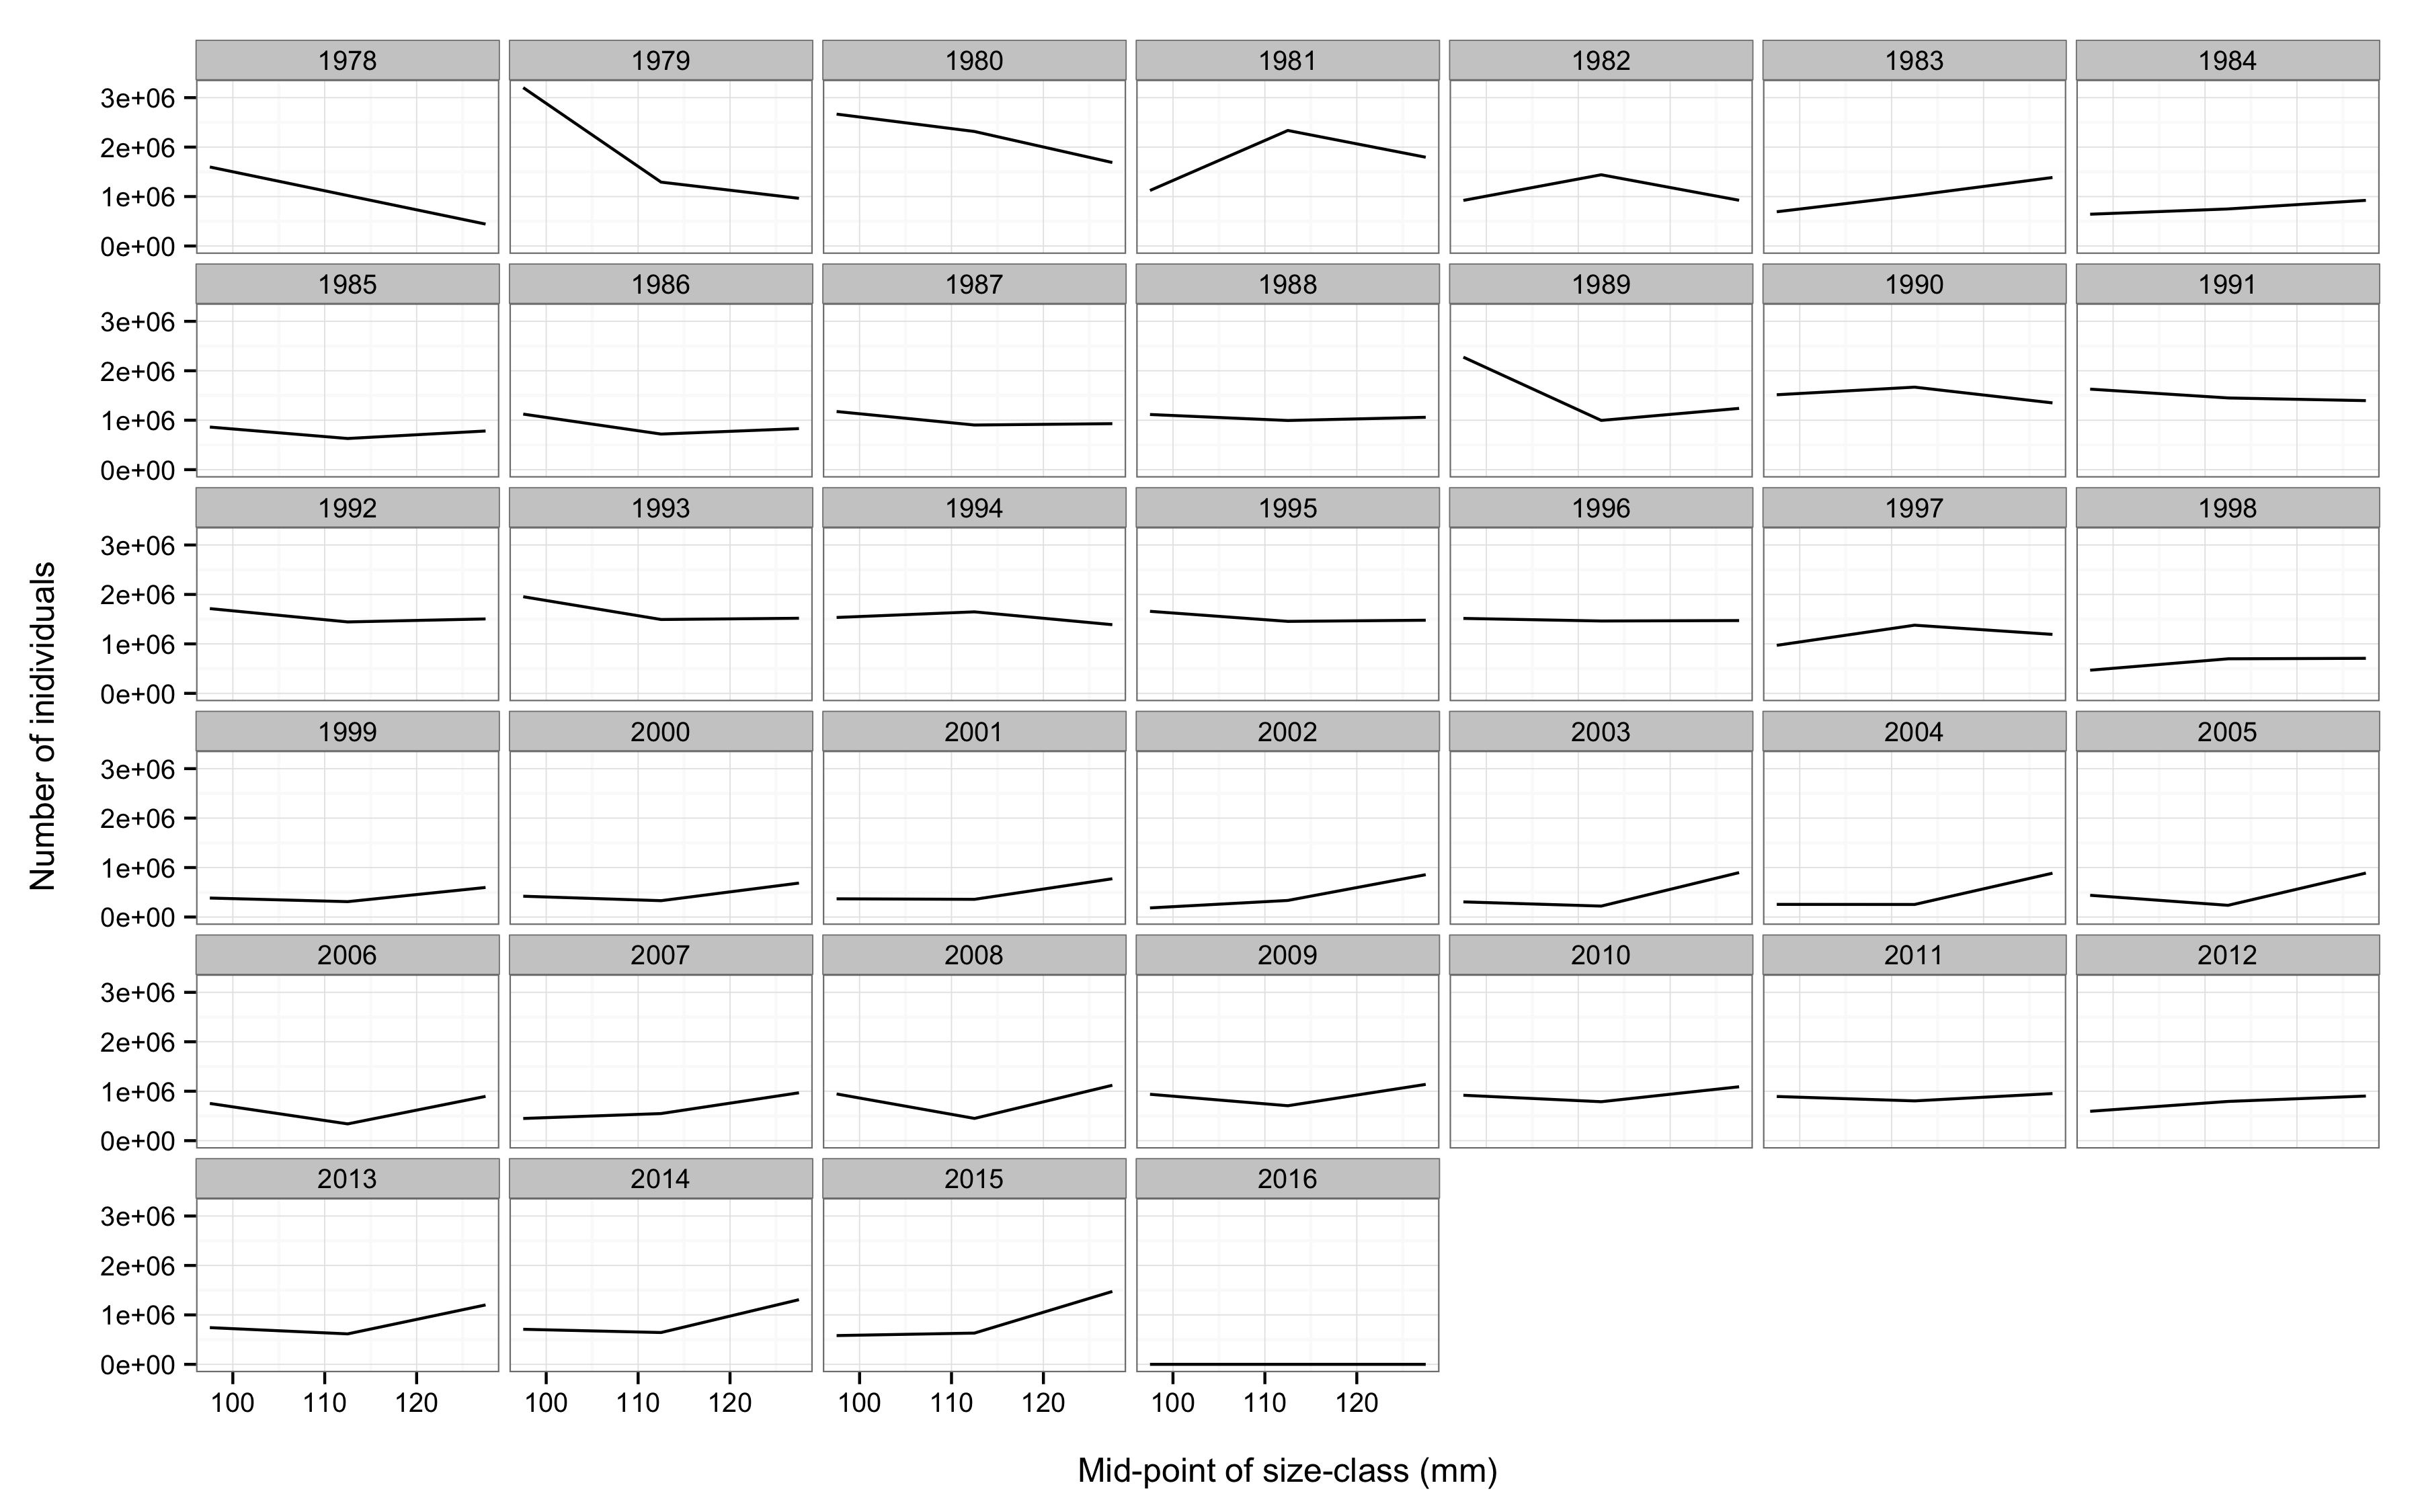 1978 1979 1980 1981 1982 1983 1984
3e+06
2e+06
1e+06
0e+00
1985 1986 1987 1988 1989 1990 1991
3e+06
2e+06
1e+06
0e+00
1992 1993 1994 1995 1996 1997 1998
3e+06
2e+06
1e+06
0e+00
1999 2000 2001 2002 2003 2004 2005
3e+06
2e+06
1e+06
0e+00
2006 2007 2008 2009 2010 2011 2012
3e+06
2e+06
1e+06
0e+00
2013 2014 2015 2016
3e+06
2e+06
1e+06
0e+00
100 110 120 100 110 120 100 110 120 100 110 120
Number of inidividuals
Mid-point of size-class (mm)